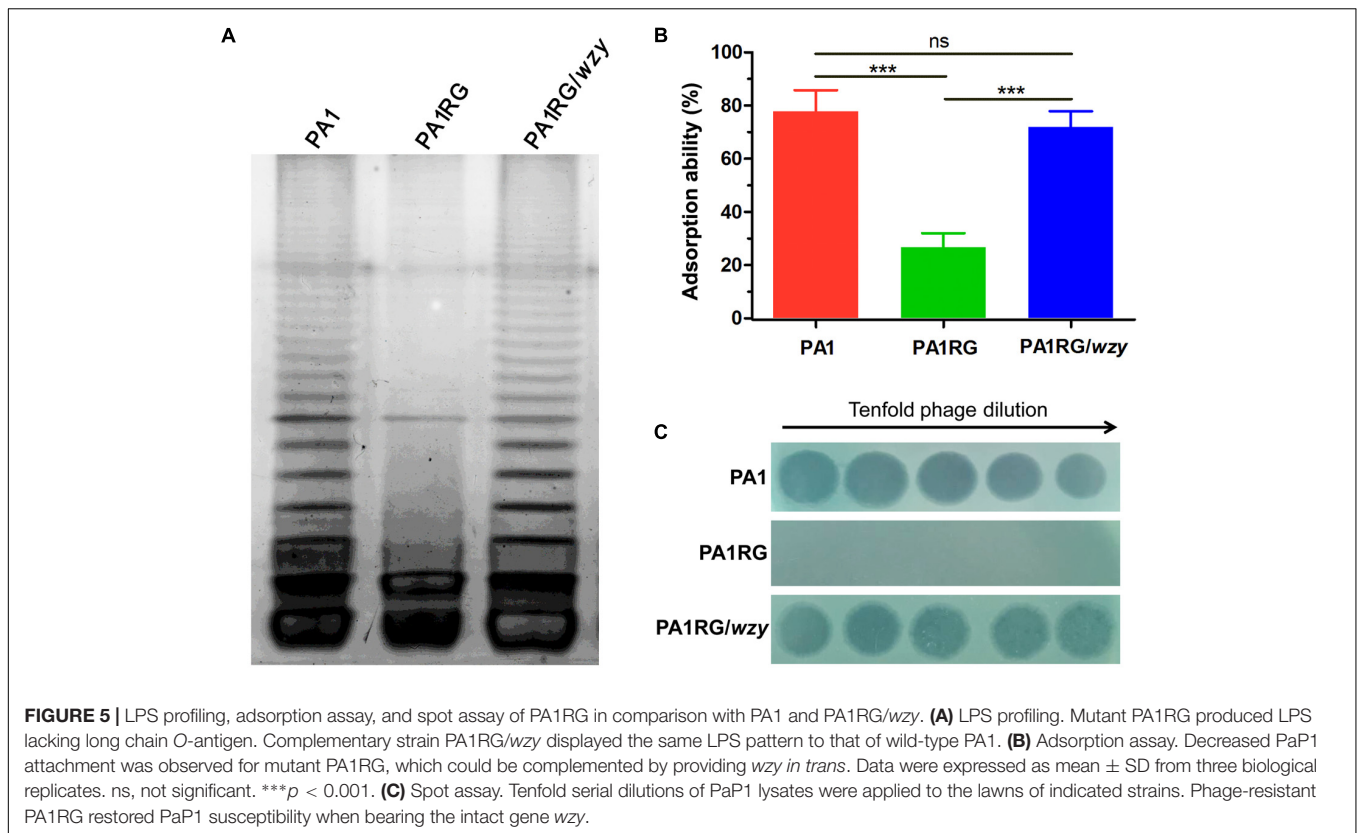 A
PA1
PA1RG
PA1RG/wzy
B
Adsorption ability (%)
100
80
60
40
20
0
ns
***
***
PA1
PA1RG
PA1RG/wzy
C
Tenfold phage dilution
PA1
PA1RG
PA1RG/wzy
FIGURE 5 | LPS profiling, adsorption assay, and spot assay of PA1RG in comparison with PA1 and PA1RG/wzy. (A) LPS profiling. Mutant PA1RG produced LPS
lacking long chain O-antigen. Complementary strain PA1RG/wzy displayed the same LPS pattern to that of wild-type PA1. (B) Adsorption assay. Decreased PaP1
attachment was observed for mutant PA1RG, which could be complemented by providing wzy in trans. Data were expressed as mean ± SD from three biological
replicates. ns, not significant. ***p < 0.001. (C) Spot assay. Tenfold serial dilutions of PaP1 lysates were applied to the lawns of indicated strains. Phage-resistant
PA1RG restored PaP1 susceptibility when bearing the intact gene wzy.